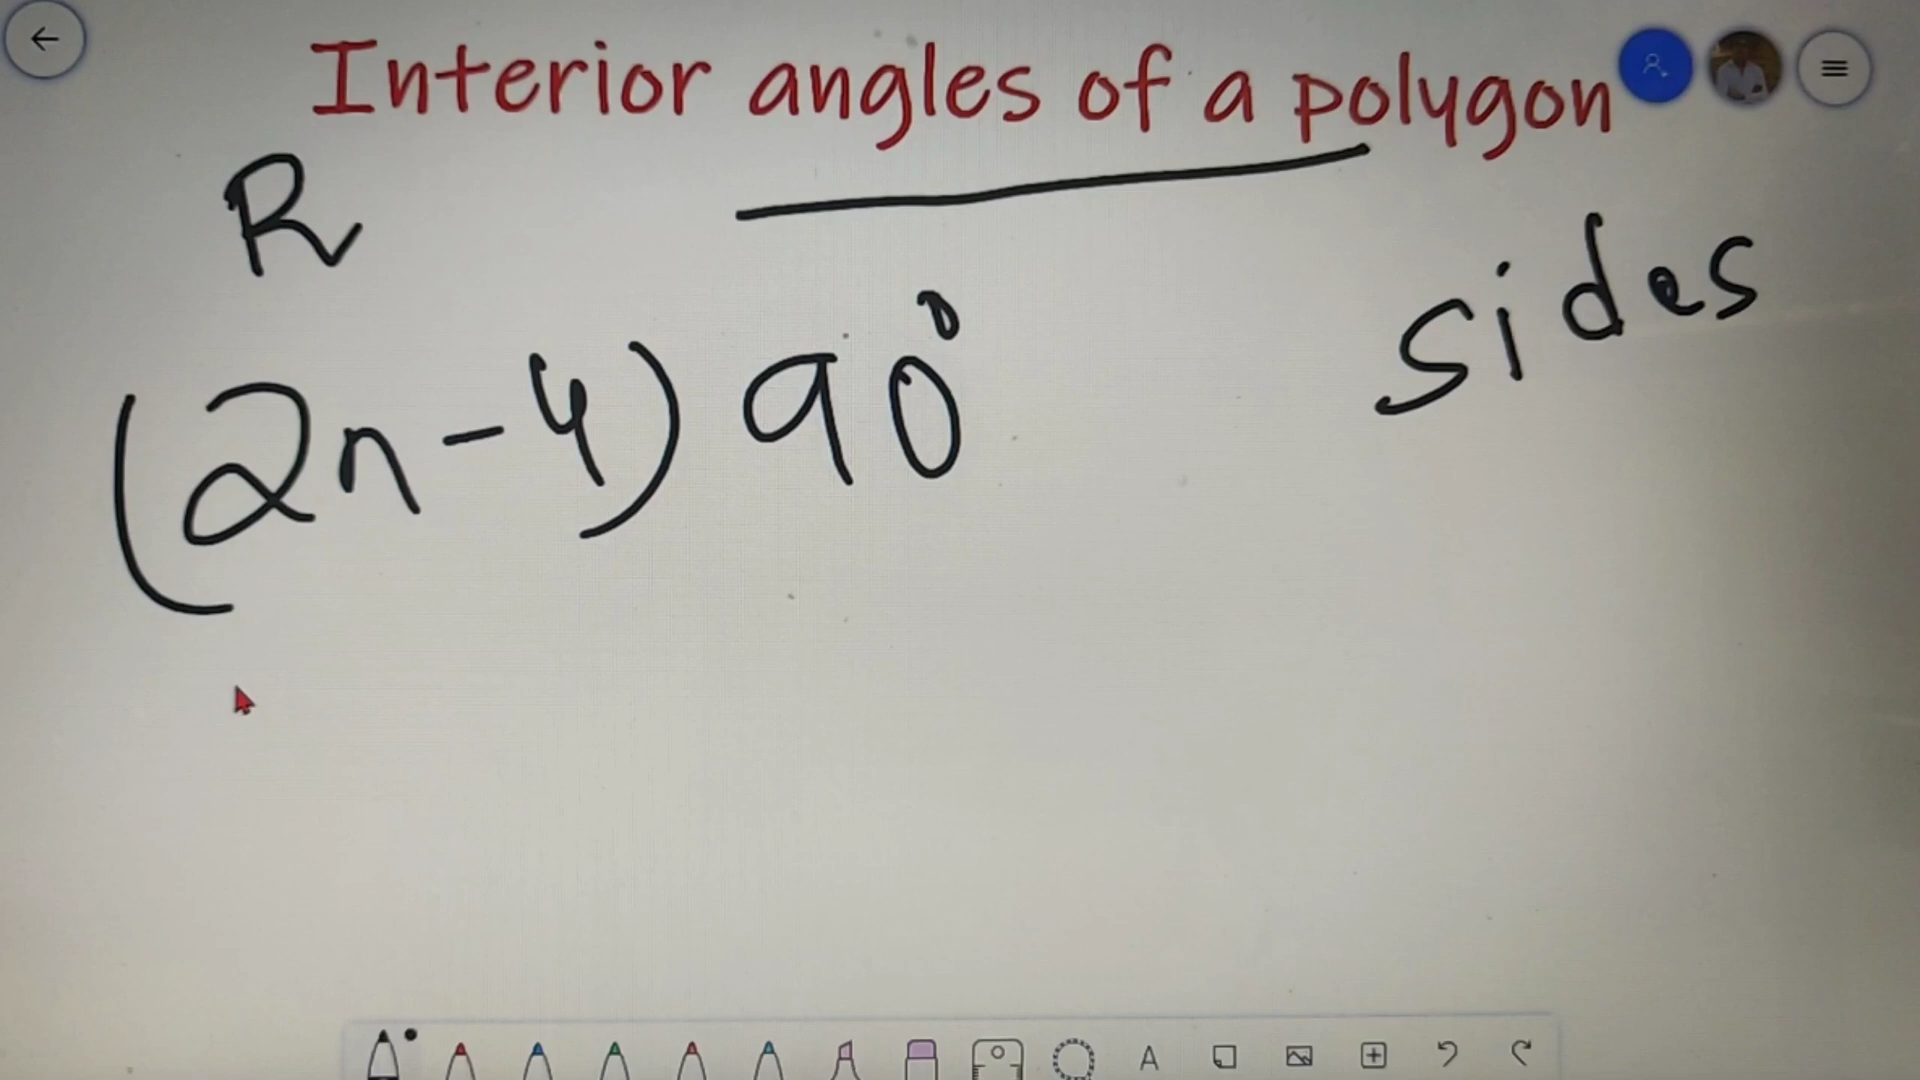 Interior angles of a polygon
R
sides
(2n-4) 90°
A